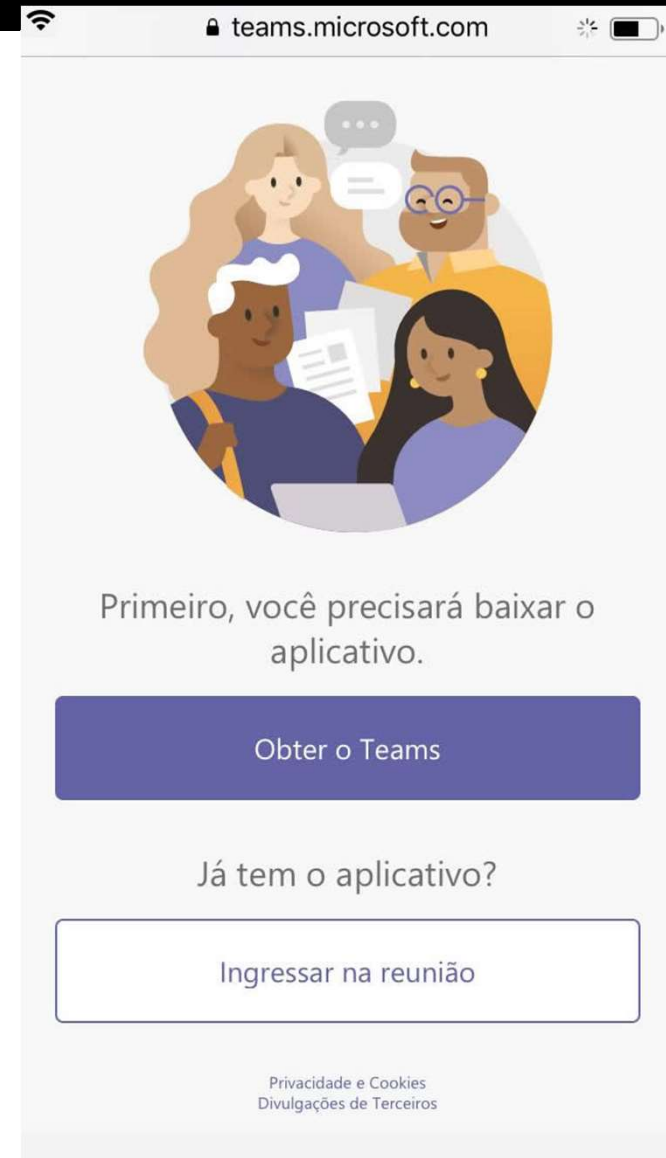 teams.microsoft.com
Primeiro, você precisará baixar o
aplicativo.
Obter o Teams
Já tem o aplicativo?
Ingressar na reunião
Privacidade e Cookies
Divulgações de Terceiros